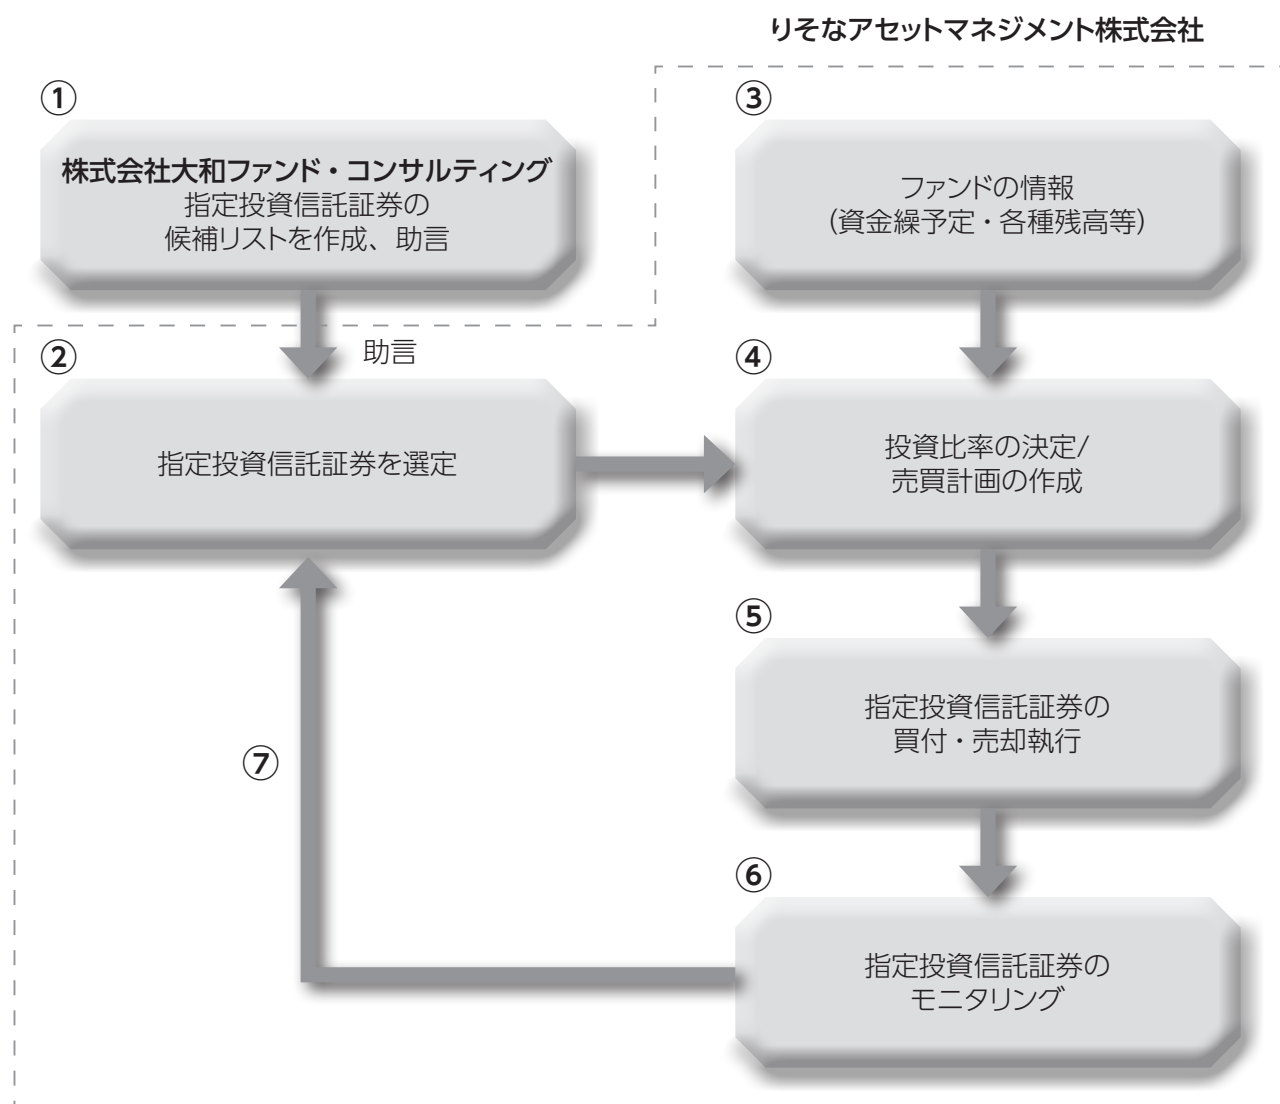 りそなアセットマネジメント株式会社
①
株式会社大和ファンド・コンサルティング
指定投資信託証券の
候補リストを作成、助言
助言
②
指定投資信託証券を選定
③
ファンドの情報
(資金繰予定・各種残高等)
④
投資比率の決定/
売買計画の作成
⑤
指定投資信託証券の
買付・売却執行
⑥
指定投資信託証券の
モニタリング
⑦